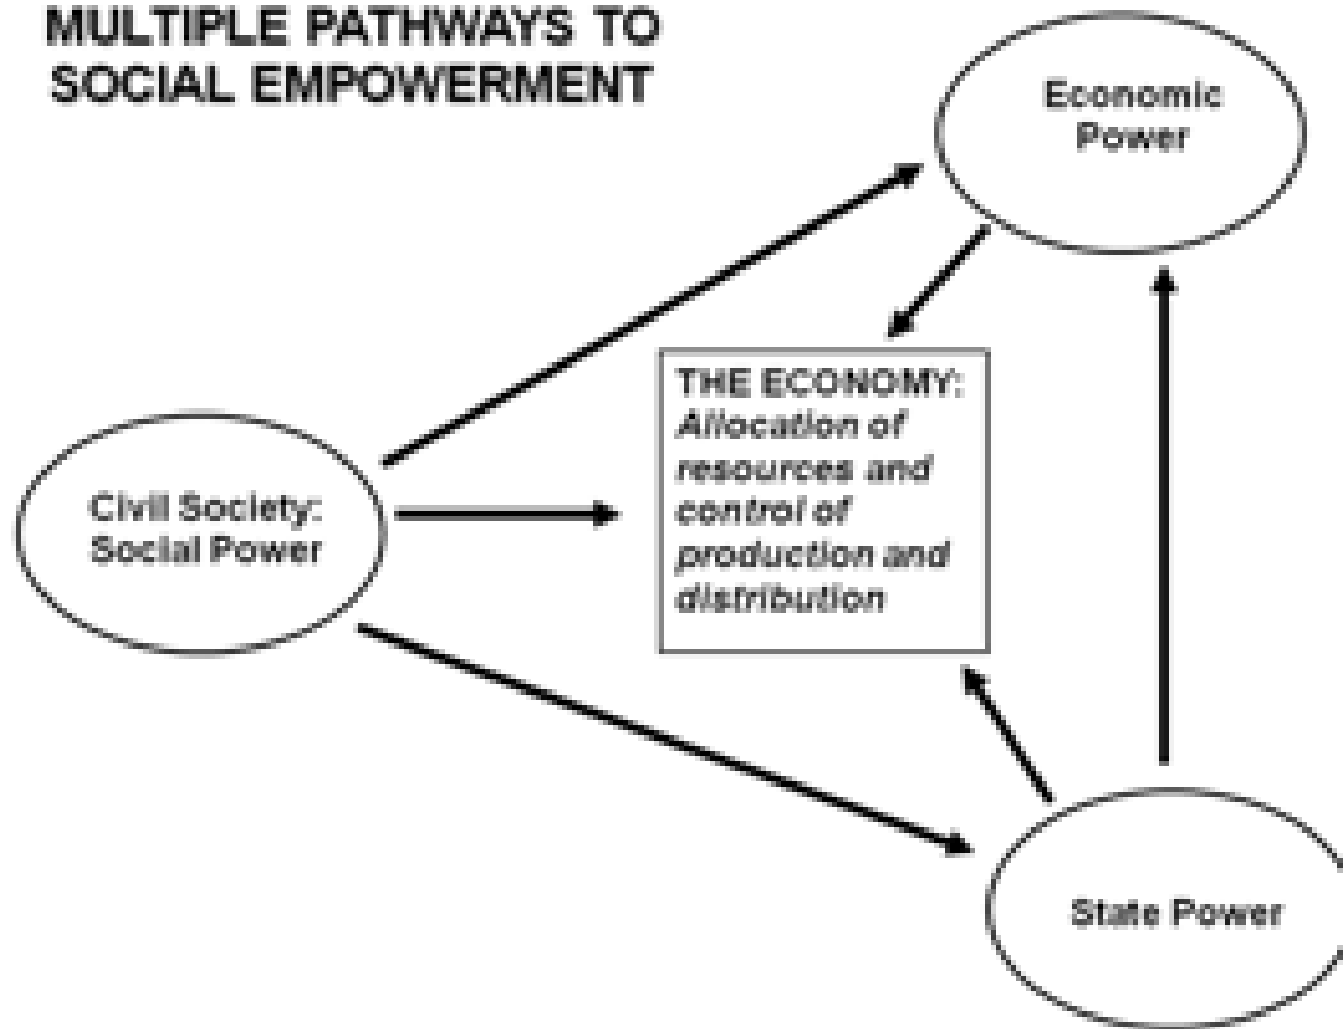 MULTIPLE PATHWAYS TO
SOCIAL EMPOWERMENT
Economic
Power
THE ECONOMY:
Allocation of
resources and
control of
production and
distribution
Civil Society:
Social Power
State Power